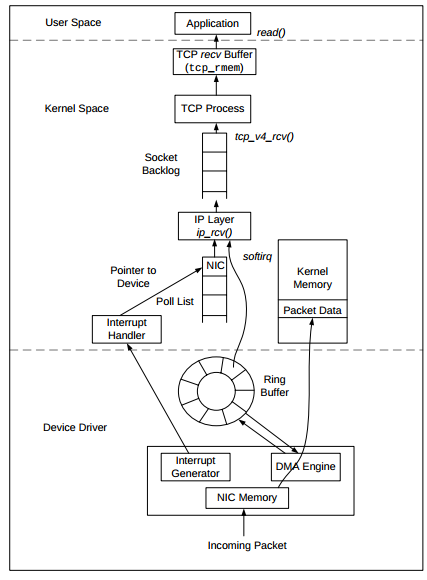 User Space
Application
read()
TCP recv Buffer
(tcp_rmem)
Kernel Space
TCP Process
tcp_v4_rcv()
Socket
Backlog
IP Layer
ip_rcv()
softirq
NIC
Pointer to
Device
Poll List
Kernel
Memory
Packet Data
Interrupt
Handler
Ring
Buffer
Device Driver
Interrupt
Generator
DMA Engine
NIC Memory
Incoming Packet